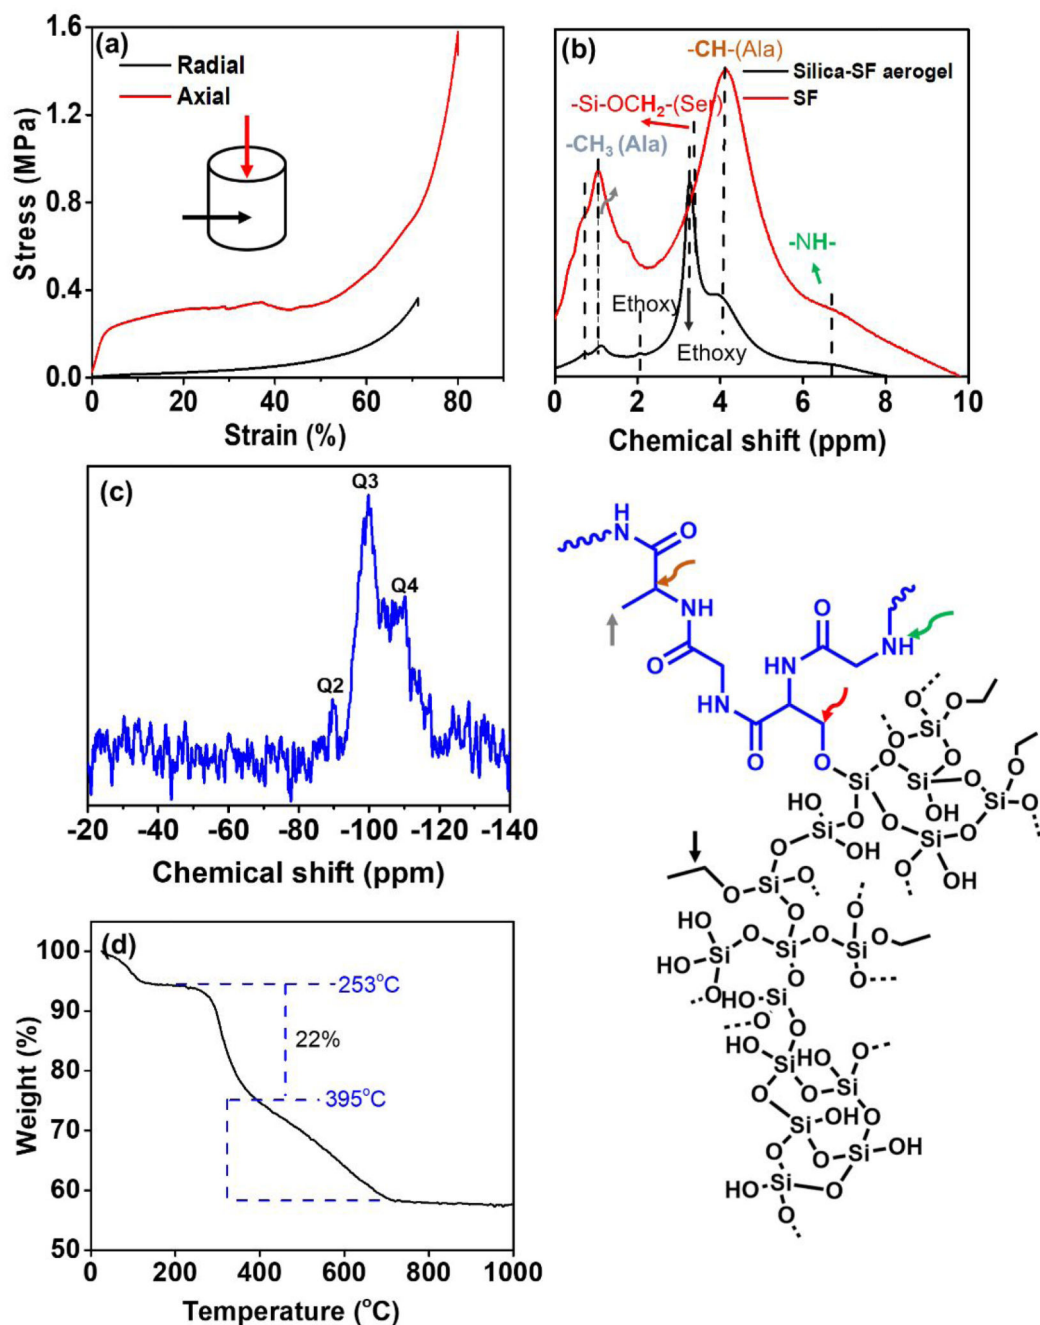 (a)
1.6
1.2
0.8
0.4
0.0
Stress (MPa)
Radial
Axial
0
20
40
60
80
Strain (%)
(b)
-CH-(Ala)
Silica-SF aerogel
SF
-Si-OCH2-(Ser)
-CH3 (Ala)
-NH-
Ethoxy
Ethoxy
0
2
4
6
8
10
Chemical shift (ppm)
(c)
Q3
Q4
Q2
-20
-40
-60
-80
-100
-120
-140
Chemical shift (ppm)
(d)
100
90
80
70
60
50
Weight (%)
253°C
22%
395°C
0
200
400
600
800
1000
Temperature (°C)
H
N
O
NH
O
O
HN
NH
N
H
O
O
O
O
Si
O
O
O
Si
O
Si
Si
O
HO
O
OH
O
Si
O
O
Si
OH
Si
O
OH
O
O
Si
O
O
O
O
HO
Si
O
Si
O
Si
O
HO
O
O
O
HO
Si
O
O
HO
Si
HO
O
Si
O
O
Si
OH
O
O
Si
OH
HO
Si
O
O